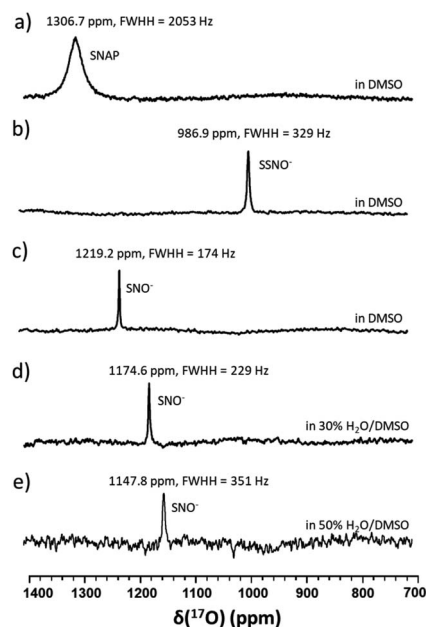 a)
1306.7 ppm, FWHH = 2053 Hz
SNAP
in DMSO
b)
986.9 ppm, FWHH = 329 Hz
SSNO⁻
in DMSO
c)
1219.2 ppm, FWHH = 174 Hz
SNO⁻
in DMSO
d)
1174.6 ppm, FWHH = 229 Hz
SNO⁻
in 30% H₂O/DMSO
e)
1147.8 ppm, FWHH = 351 Hz
SNO⁻
in 50% H₂O/DMSO
1400 1300 1200 1100 1000 900 800 700
δ(¹⁷O) (ppm)